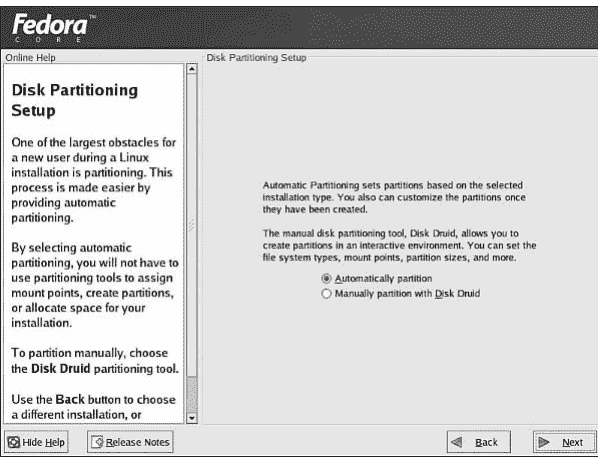 Fedora™
CORE
Online Help
Disk Partitioning
Setup
One of the largest obstacles for
a new user during a Linux
installation is partitioning. This
process is made easier by
providing automatic
partitioning.
By selecting automatic
partitioning, you will not have to
use partitioning tools to assign
mount points, create partitions,
or allocate space for your
installation.
To partition manually, choose
the Disk Druid partitioning tool.
Use the Back button to choose
a different installation, or
Disk Partitioning Setup
Automatic Partitioning sets partitions based on the selected
installation type. You also can customize the partitions once
they have been created.
The manual disk partitioning tool, Disk Druid, allows you to
create partitions in an interactive environment. You can set the
file system types, mount points, partition sizes, and more.
Automatically partition
Manually partition with Disk Druid
Hide Help
Release Notes
Back
Next